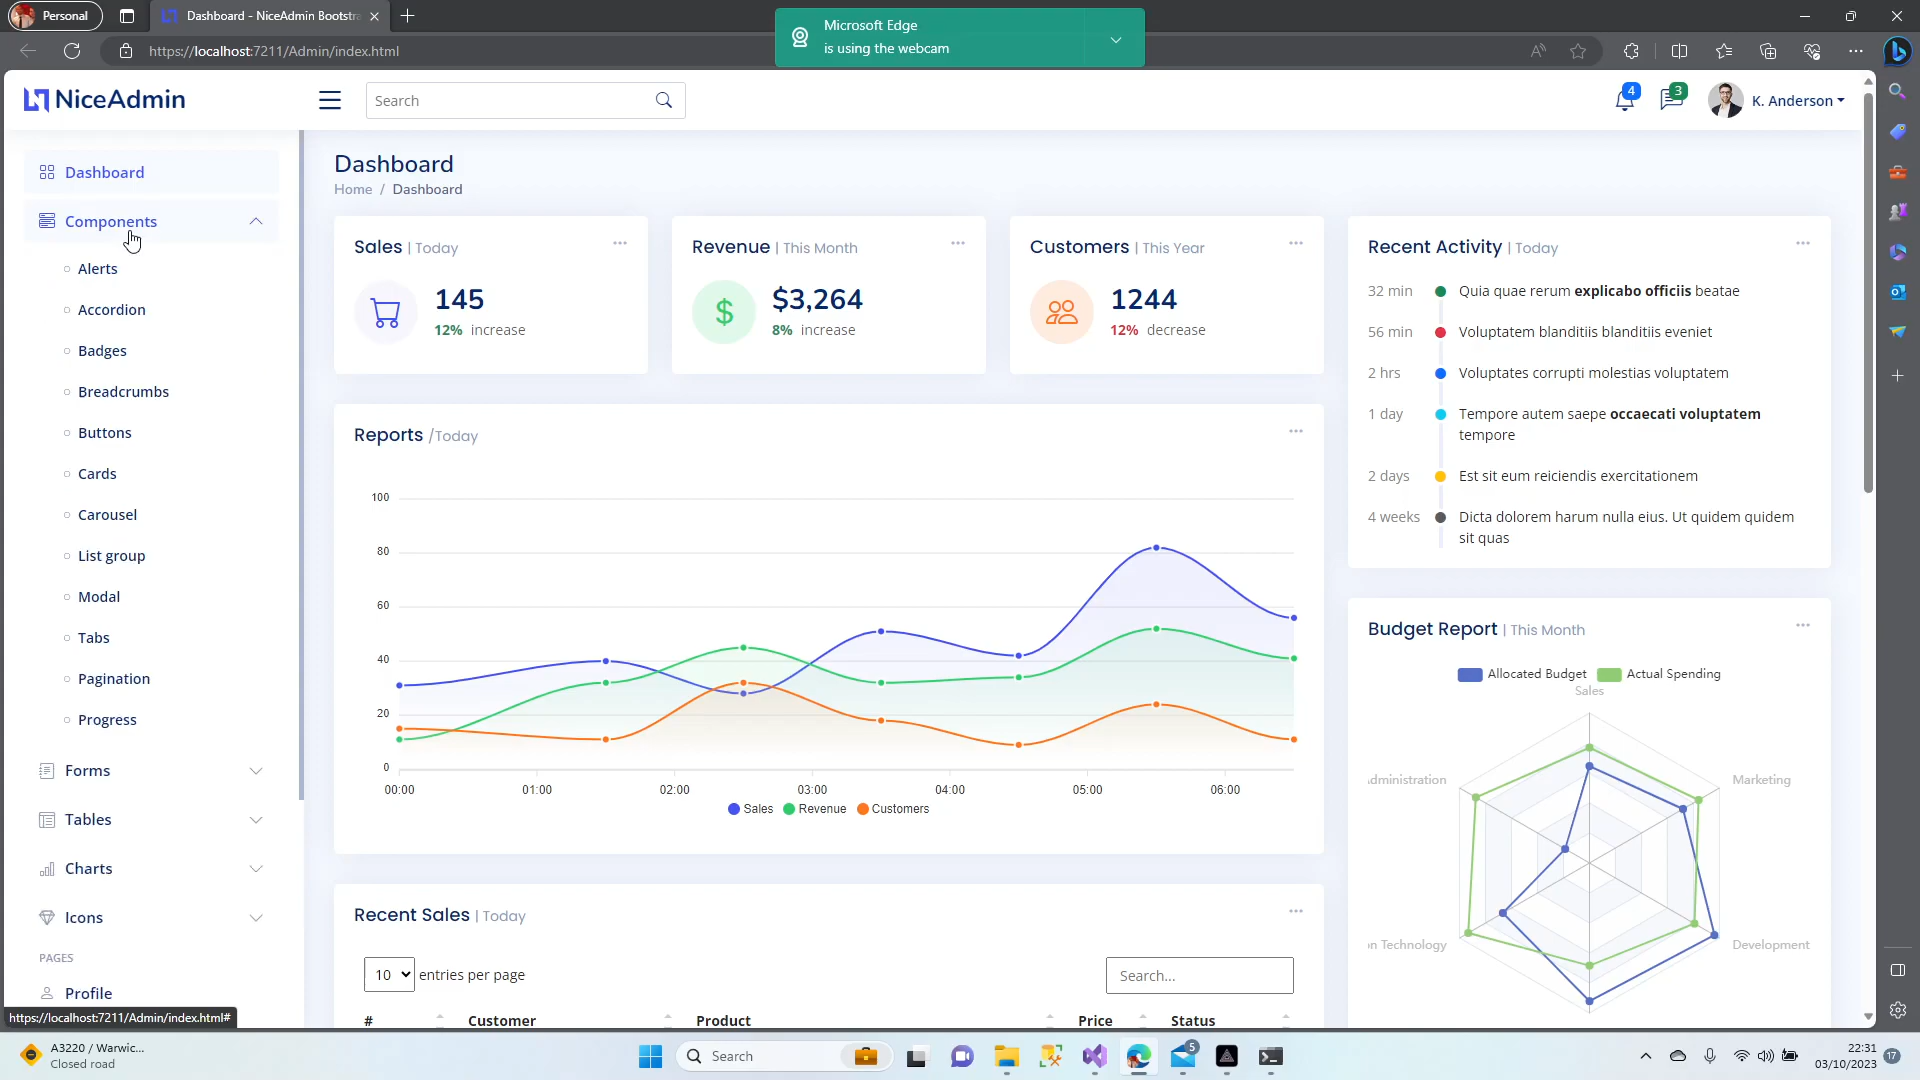 Personal
Dashboard - NiceAdmin Bootstra
Microsoft Edge
is using the webcam
https://localhost:7211/Admin/index.html
NiceAdmin
Search
4
3
K. Anderson
Dashboard
Components
Alerts
Accordion
Badges
Breadcrumbs
Buttons
Cards
Carousel
List group
Modal
Tabs
Pagination
Progress
Forms
Tables
Charts
Icons
PAGES
Profile
https://localhost:7211/Admin/index.html#
Dashboard
Home / Dashboard
Sales | Today
145
12% increase
Revenue | This Month
$
$3,264
8% increase
Customers | This Year
1244
12% decrease
Reports /Today
100
80
60
40
20
0
00:00 01:00 02:00 03:00 04:00 05:00 06:00
Sales Revenue Customers
Recent Sales | Today
10 entries per page
Search...
# Customer Product Price Status
Recent Activity | Today
32 min Quia quae rerum explicabo officiis beatae
56 min Voluptatem blanditiis blanditiis eveniet
2 hrs Voluptates corrupti molestias voluptatem
1 day Tempore autem saepe occaecati voluptatem
tempore
2 days Est sit eum reiciendis exercitationem
4 weeks Dicta dolorem harum nulla eius. Ut quidem quidem
sit quas
Budget Report | This Month
Allocated Budget Actual Spending
Sales
dministration Marketing
n Technology Development
A3220 / Warwic...
Closed road
Search
5
22:31
03/10/2023
17